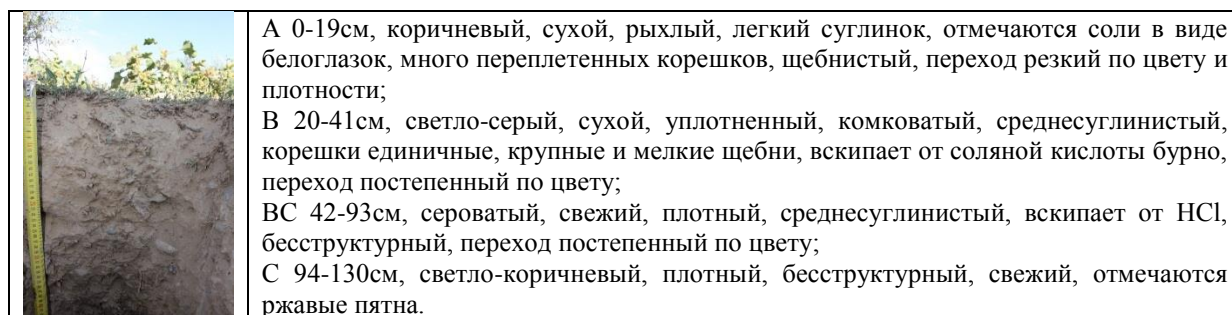 А 0-19см, коричневый, сухой, рыхлый, легкий суглинок, отмечаются соли в виде
белоглазок, много переплетенных корешков, щебнистый, переход резкий по цвету и
плотности;
В 20-41см, светло-серый, сухой, уплотненный, комковатый, среднесуглинистый,
корешки единичные, крупные и мелкие щебни, вскипает от соляной кислоты бурно,
переход постепенный по цвету;
ВС 42-93см, сероватый, свежий, плотный, среднесуглинистый, вскипает от HCl,
бесструктурный, переход постепенный по цвету;
С 94-130см, светло-коричневый, плотный, бесструктурный, свежий, отмечаются
ржавые пятна.